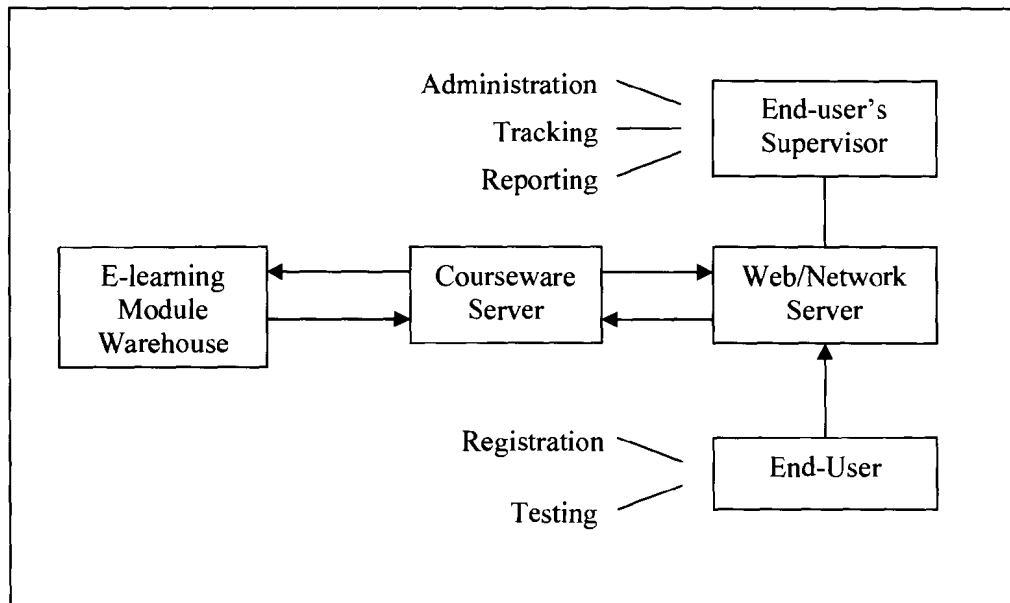 Administration
Tracking
Reporting
End-user's
Supervisor
E-learning
Module
Warehouse
Courseware
Server
Web/Network
Server
Registration
Testing
End-User